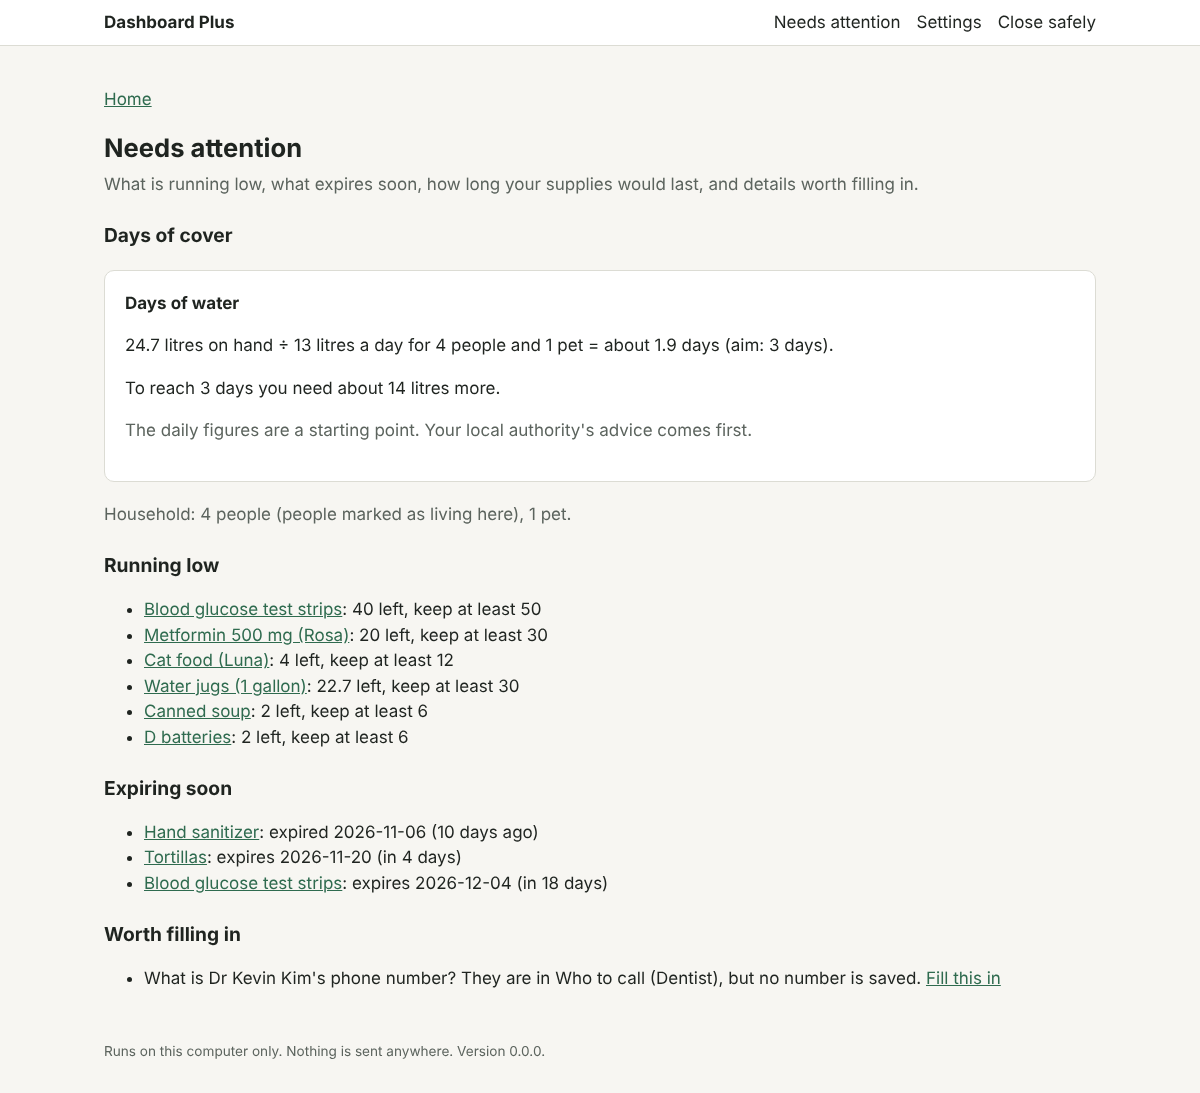 Dashboard Plus
Needs attention Settings Close safely
Home
Needs attention
What is running low, what expires soon, how long your supplies would last, and details worth filling in.
Days of cover
Days of water
24.7 litres on hand ÷ 13 litres a day for 4 people and 1 pet = about 1.9 days (aim: 3 days).
To reach 3 days you need about 14 litres more.
The daily figures are a starting point. Your local authority's advice comes first.
Household: 4 people (people marked as living here), 1 pet.
Running low
Blood glucose test strips: 40 left, keep at least 50
Metformin 500 mg (Rosa): 20 left, keep at least 30
Cat food (Luna): 4 left, keep at least 12
Water jugs (1 gallon): 22.7 left, keep at least 30
Canned soup: 2 left, keep at least 6
D batteries: 2 left, keep at least 6
Expiring soon
Hand sanitizer: expired 2026-11-06 (10 days ago)
Tortillas: expires 2026-11-20 (in 4 days)
Blood glucose test strips: expires 2026-12-04 (in 18 days)
Worth filling in
What is Dr Kevin Kim's phone number? They are in Who to call (Dentist), but no number is saved. Fill this in
Runs on this computer only. Nothing is sent anywhere. Version 0.0.0.